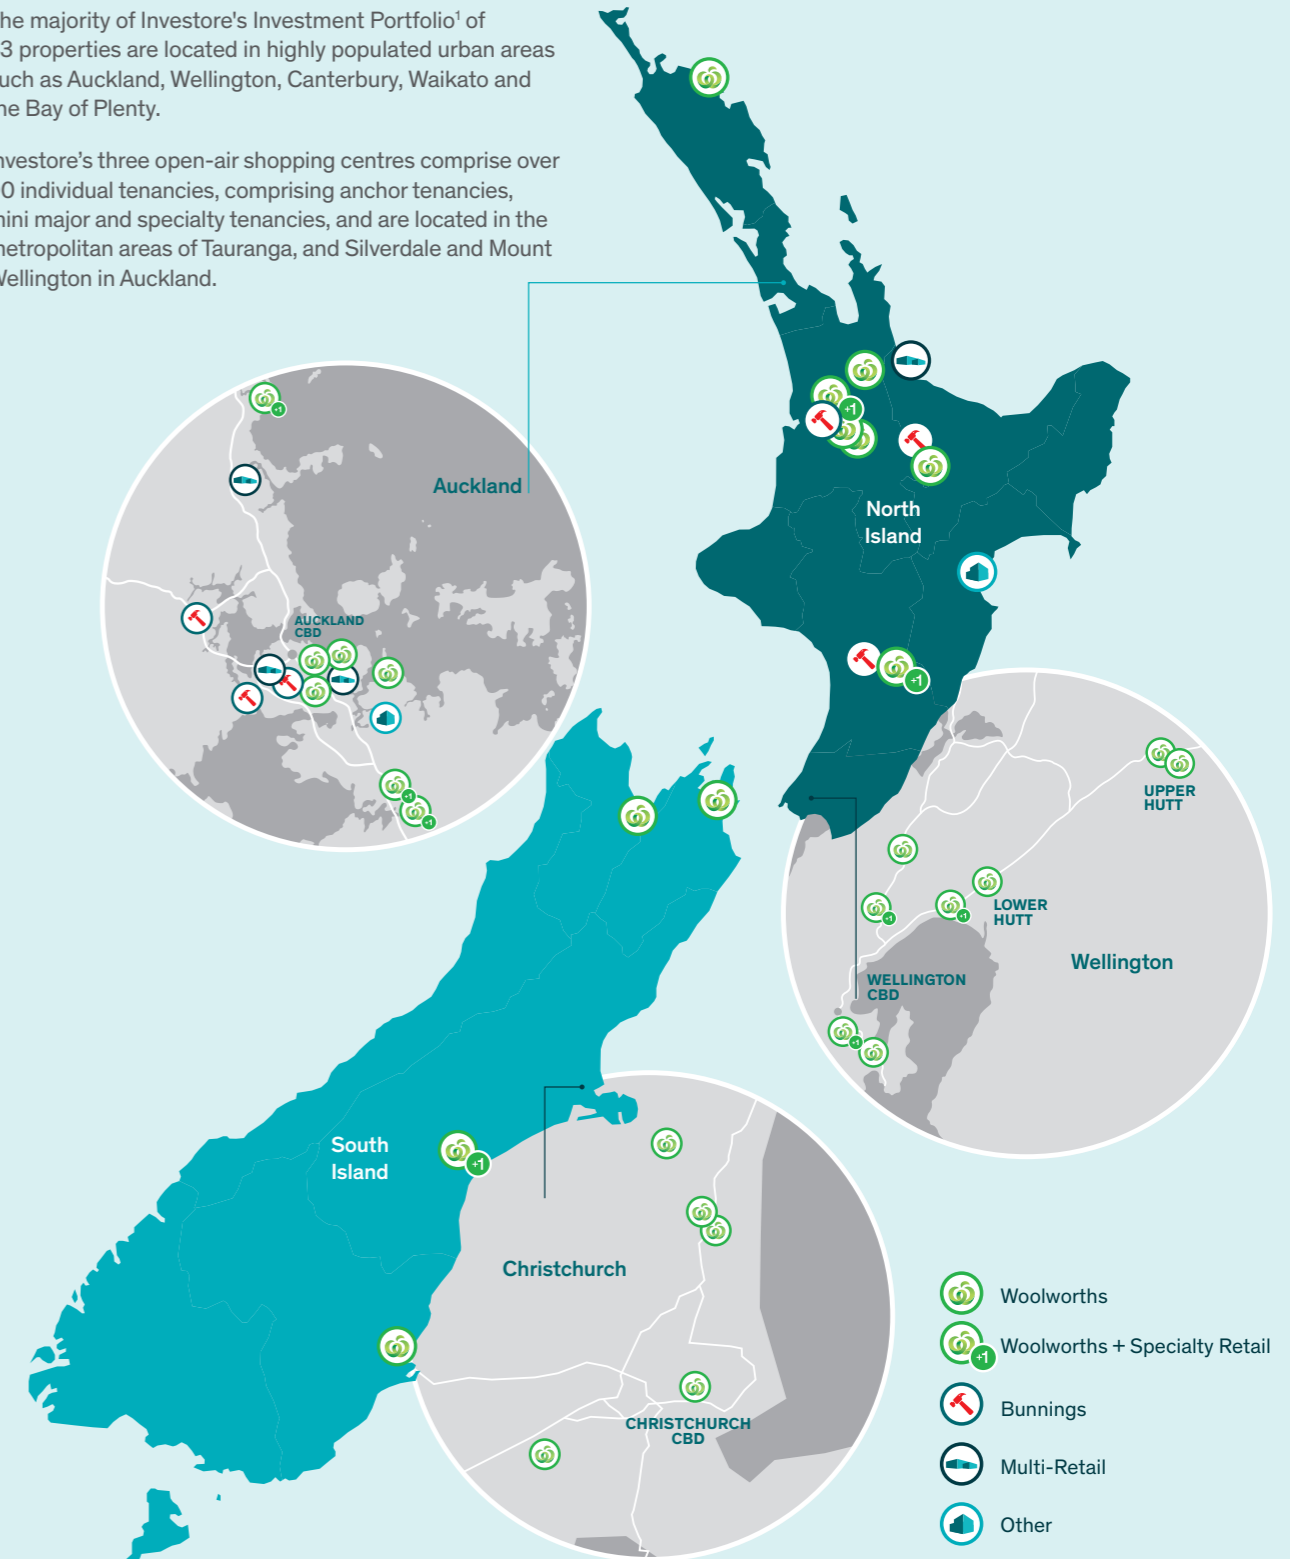 he majority of Investore's Investment Portfolio¹ of
3 properties are located in highly populated urban areas
uch as Auckland, Wellington, Canterbury, Waikato and
he Bay of Plenty.
nvestore’s three open-air shopping centres comprise over
0 individual tenancies, comprising anchor tenancies,
mini major and specialty tenancies, and are located in the
metropolitan areas of Tauranga, and Silverdale and Mount
Wellington in Auckland.
+1
Auckland
AUCKLAND
CBD
+1
+1
+1
North
Island
+1
UPPER
HUTT
+1
+1
LOWER
HUTT
Wellington
WELLINGTON
CBD
+1
South
Island
+1
Christchurch
CHRISTCHURCH
CBD
Woolworths
+1
Woolworths + Specialty Retail
Bunnings
Multi-Retail
Other